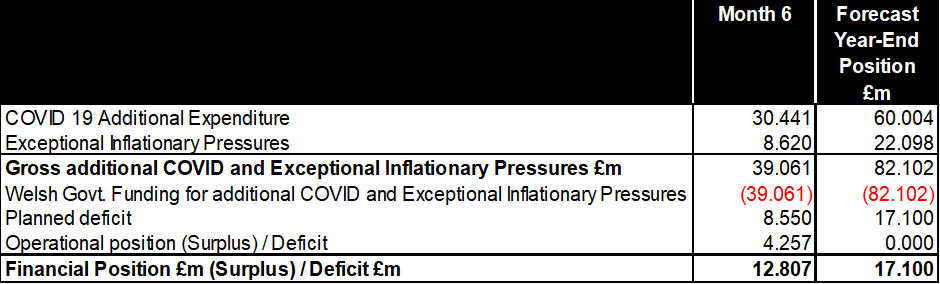 Month 6 Forecast
Year-End
Position
£m
COVID 19 Additional Expenditure 30.441 60.004
Exceptional Inflationary Pressures 8.620 22.098
Gross additional COVID and Exceptional Inflationary Pressures £m 39.061 82.102
Welsh Govt. Funding for additional COVID and Exceptional Inflationary Pressures (39.061) (82.102)
Planned deficit 8.550 17.100
Operational position (Surplus) / Deficit 4.257 0.000
Financial Position £m (Surplus) / Deficit £m 12.807 17.100